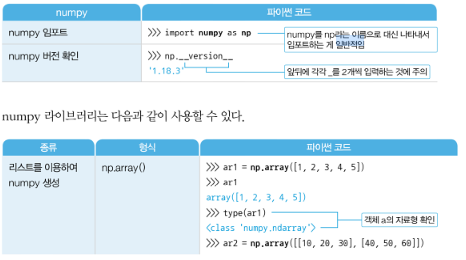 numpy 파이썬 코드
numpy 임포트 >>> import numpy as np numpy를 np라는 이름으로 대신 나타내서
임포트하는 게 일반적임
numpy 버전 확인 >>> np.__version__
'1.18.3' 앞뒤에 각각 _를 2개씩 입력하는 것에 주의
numpy 라이브러리는 다음과 같이 사용할 수 있다.
종류 형식 파이썬 코드
리스트를 이용하여 np.array() >>> ar1 = np.array([1, 2, 3, 4, 5])
numpy 생성 >>> ar1
array([1, 2, 3, 4, 5])
>>> type(ar1) 객체 a의 자료형 확인
<class 'numpy.ndarray'>
>>> ar2 = np.array([[10, 20, 30], [40, 50, 60]])